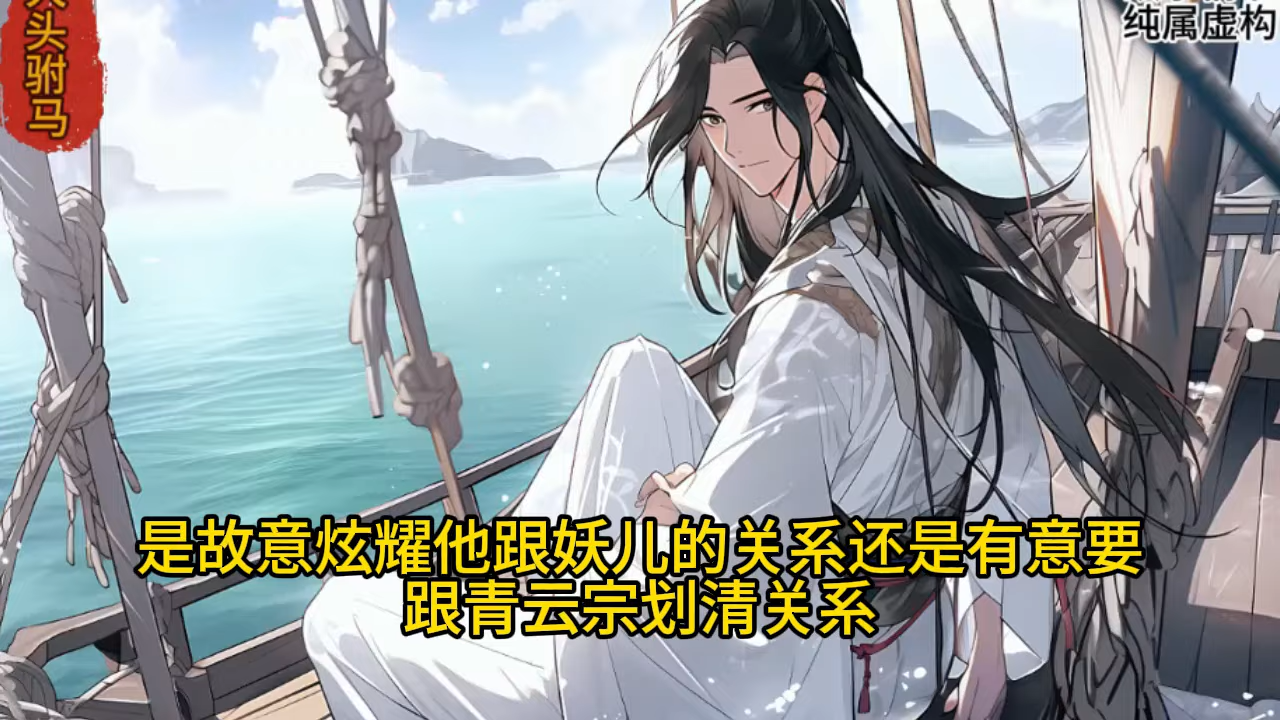 头驸马
纯属虚构
是故意炫耀他跟妖儿的关系还是有意要
跟青云宗划清关系